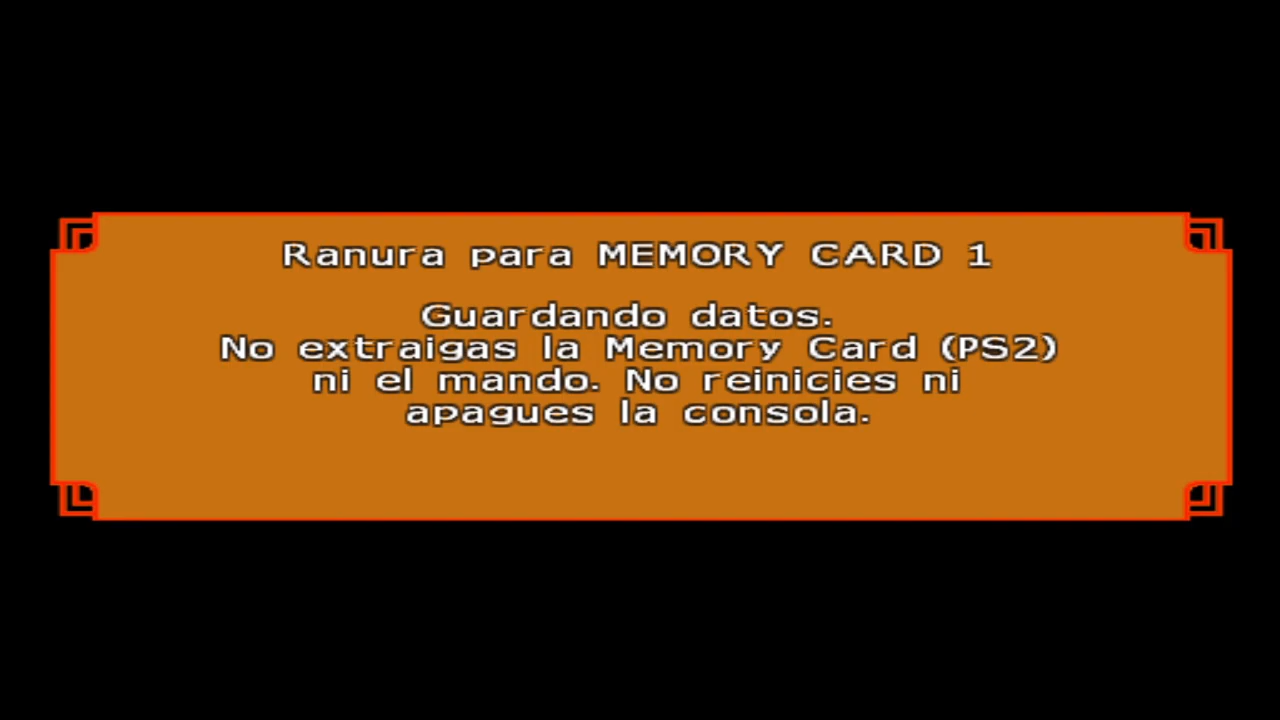 Ranura para MEMORY CARD 1
Guardando datos.
No extraigas la Memory Card (PS2)
ni el mando. No reinicies ni
apagues la consola.